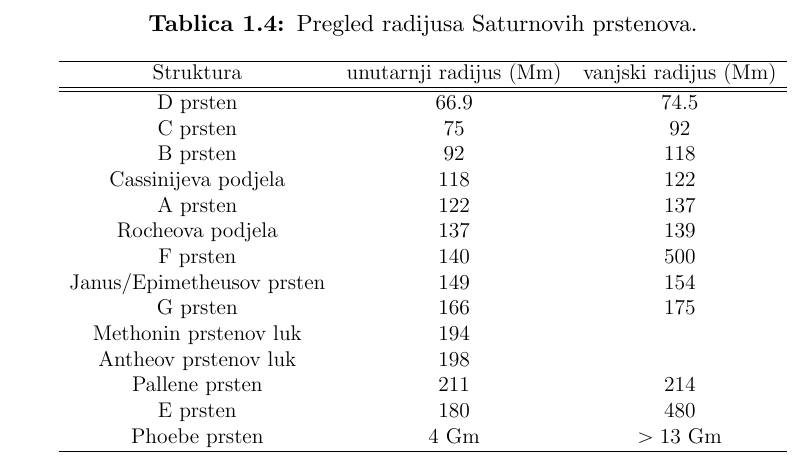 Tablica 1.4: Pregled radijusa Saturnovih prstenova.
Struktura unutarnji radijus (Mm) vanjski radijus (Mm)
D prsten 66.9 74.5
C prsten 75 92
B prsten 92 118
Cassinijeva podjela 118 122
A prsten 122 137
Rocheova podjela 137 139
F prsten 140 500
Janus/Epimetheusov prsten 149 154
G prsten 166 175
Methonin prstenov luk 194
Antheov prstenov luk 198
Pallene prsten 211 214
E prsten 180 480
Phoebe prsten 4 Gm > 13 Gm